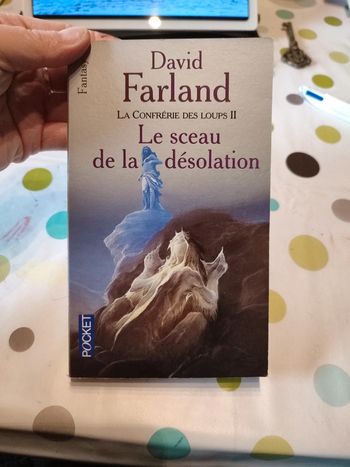 Fantasy
David
Farland
LA CONFRÉRIE DES LOUPS II
Le sceau
de la désolation
POCKET